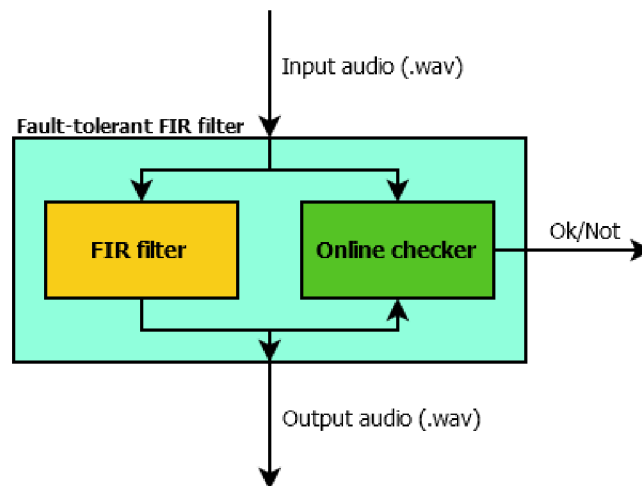 Input audio (.wav)
Fault-tolerant FIR filter
FIR filter
Online checker
Ok/Not
Output audio (.wav)